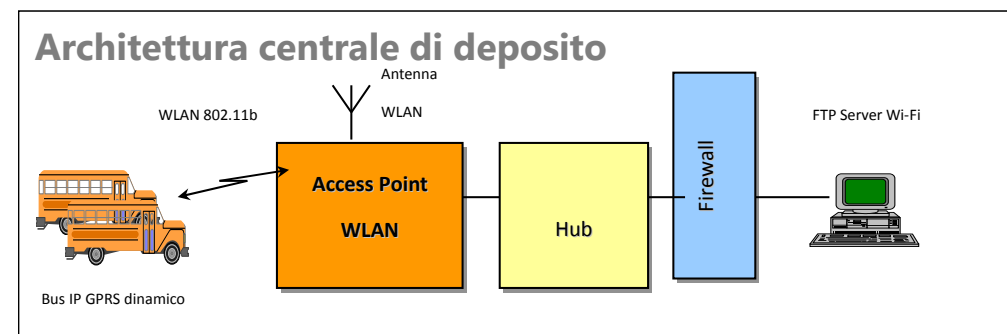 Architettura centrale di deposito
Antenna
WLAN
WLAN 802.11b
FTP Server Wi-Fi
Access Point
WLAN
Hub
Firewall
Bus IP GPRS dinamico